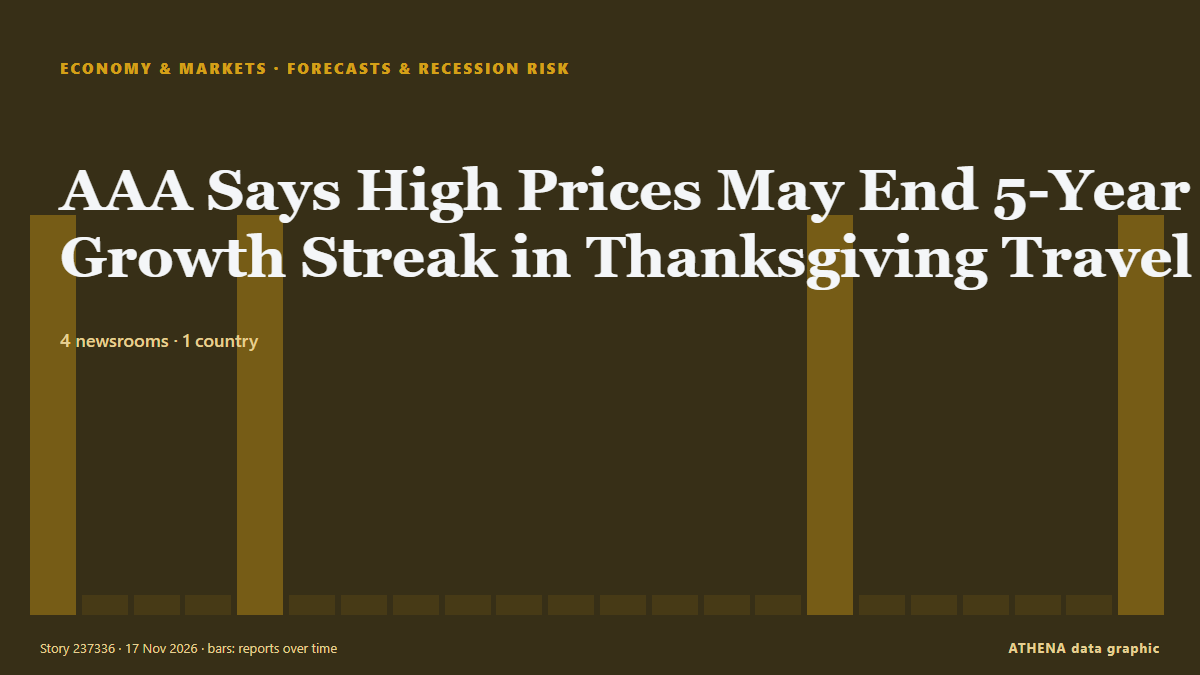 ECONOMY & MARKETS · FORECASTS & RECESSION RISK
AAA Says High Prices May End 5-Year
Growth Streak in Thanksgiving Travel
4 newsrooms · 1 country
Story 237336 · 17 Nov 2026 · bars: reports over time
ATHENA data graphic